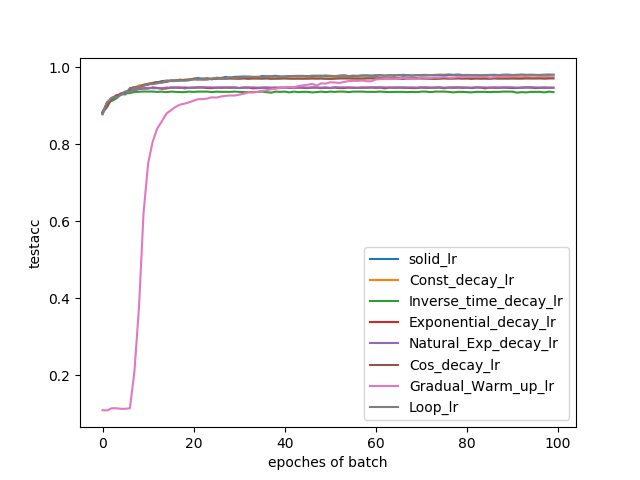 1.0
0.8
0.6
0.4
0.2
testacc
solid_lr
Const_decay_lr
Inverse_time_decay_lr
Exponential_decay_lr
Natural_Exp_decay_lr
Cos_decay_lr
Gradual_Warm_up_lr
Loop_lr
0 20 40 60 80 100
epoches of batch